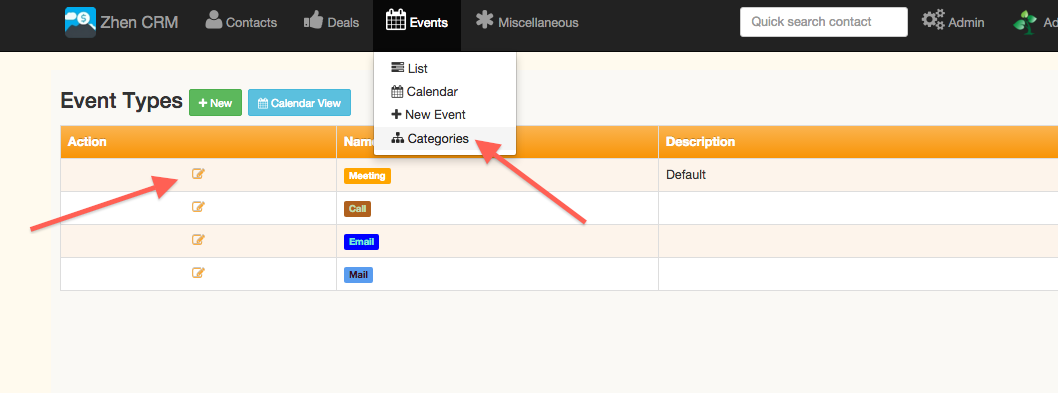 Zhen CRM Contacts Deals Events Miscellaneous Quick search contact Admin Ad
List
Calendar
New Event
Categories
Event Types New Calendar View
Action Nam Description
Meeting Default
Call
Email
Mail